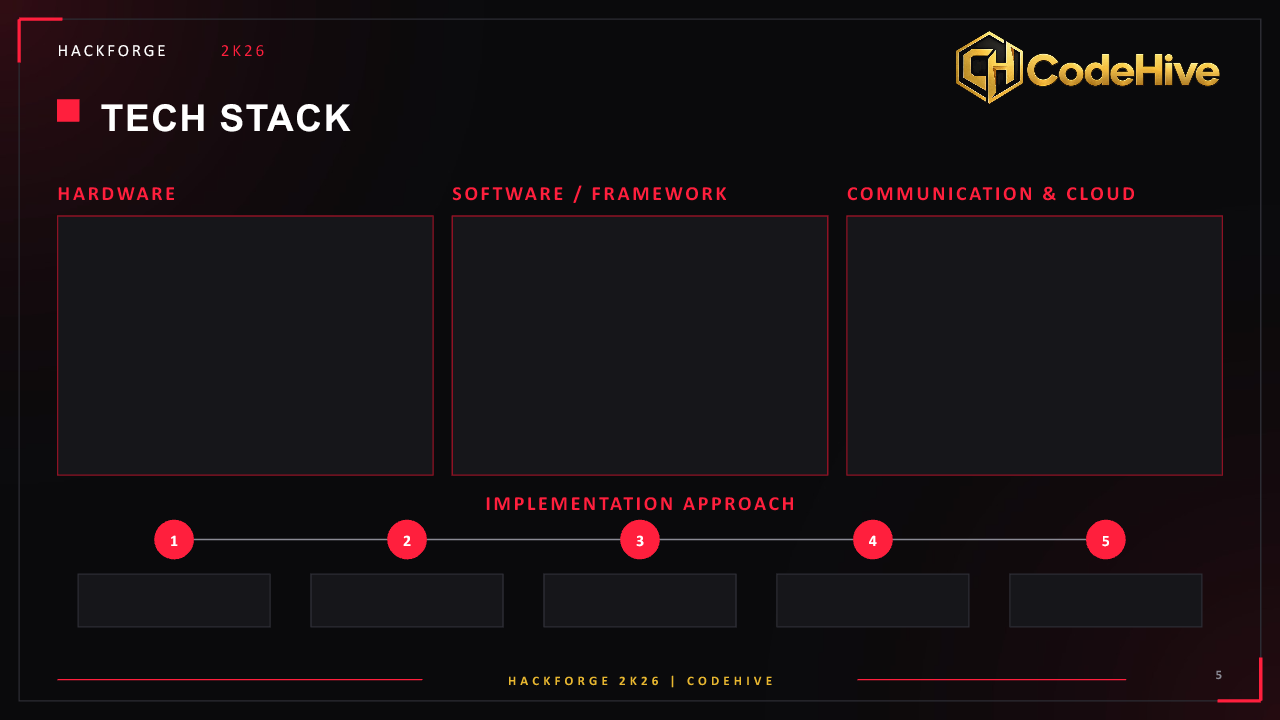 HACKFORGE 2K26
CH CodeHive
TECH STACK
HARDWARE
SOFTWARE / FRAMEWORK
COMMUNICATION & CLOUD
IMPLEMENTATION APPROACH
1 2 3 4 5
HACKFORGE 2K26 | CODEHIVE
5